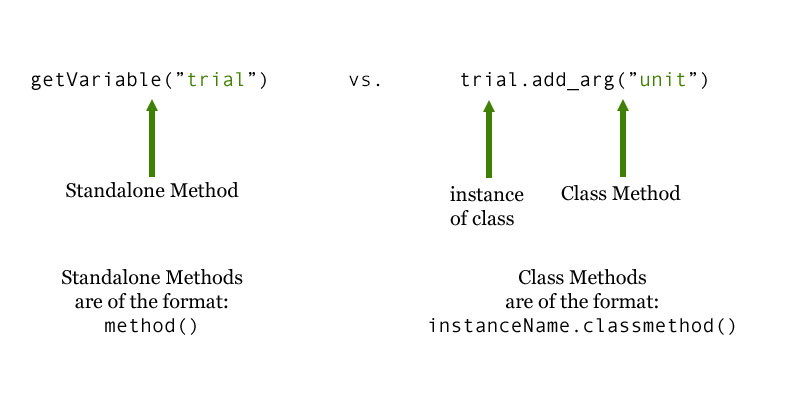 getVariable(”trial”) vs. trial.add_arg(”unit”)
Standalone Method
instance
of class
Class Method
Standalone Methods
are of the format:
method()
Class Methods
are of the format:
instanceName.classmethod()